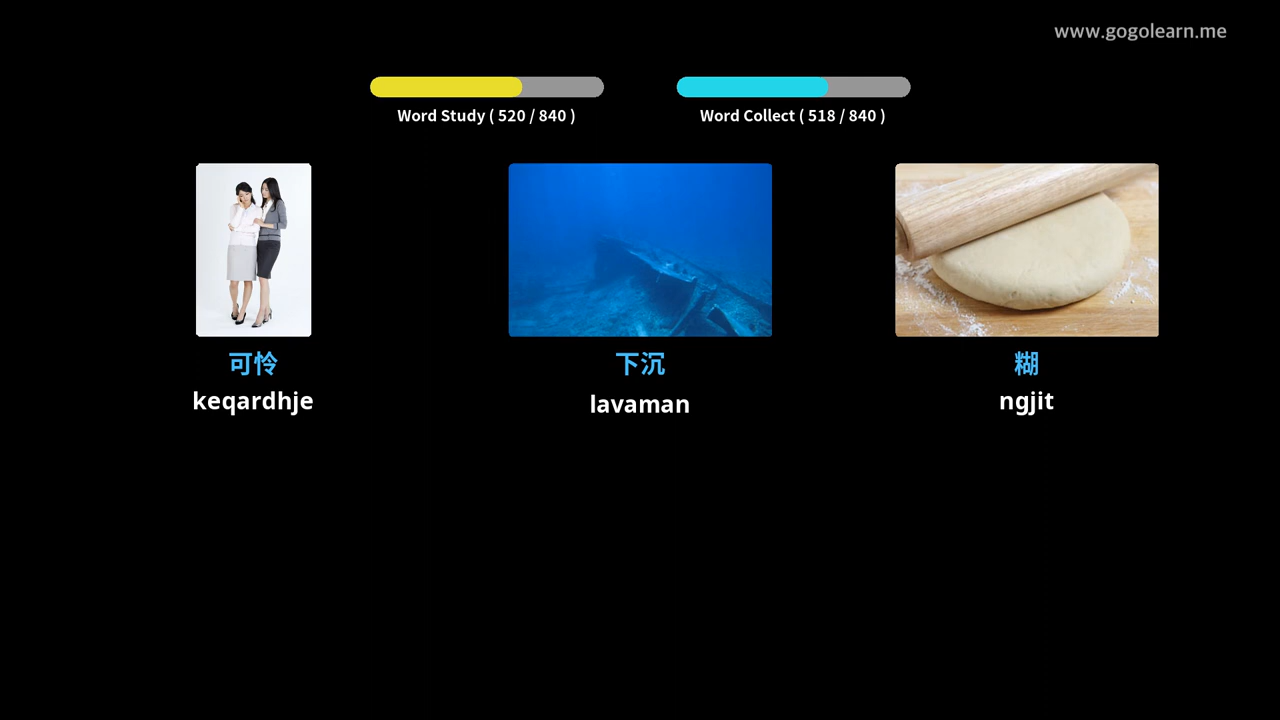 www.gogolearn.me
Word Study ( 520 / 840 )
Word Collect ( 518 / 840 )
可怜
下沉
糊
keqardhje
lavaman
ngjit